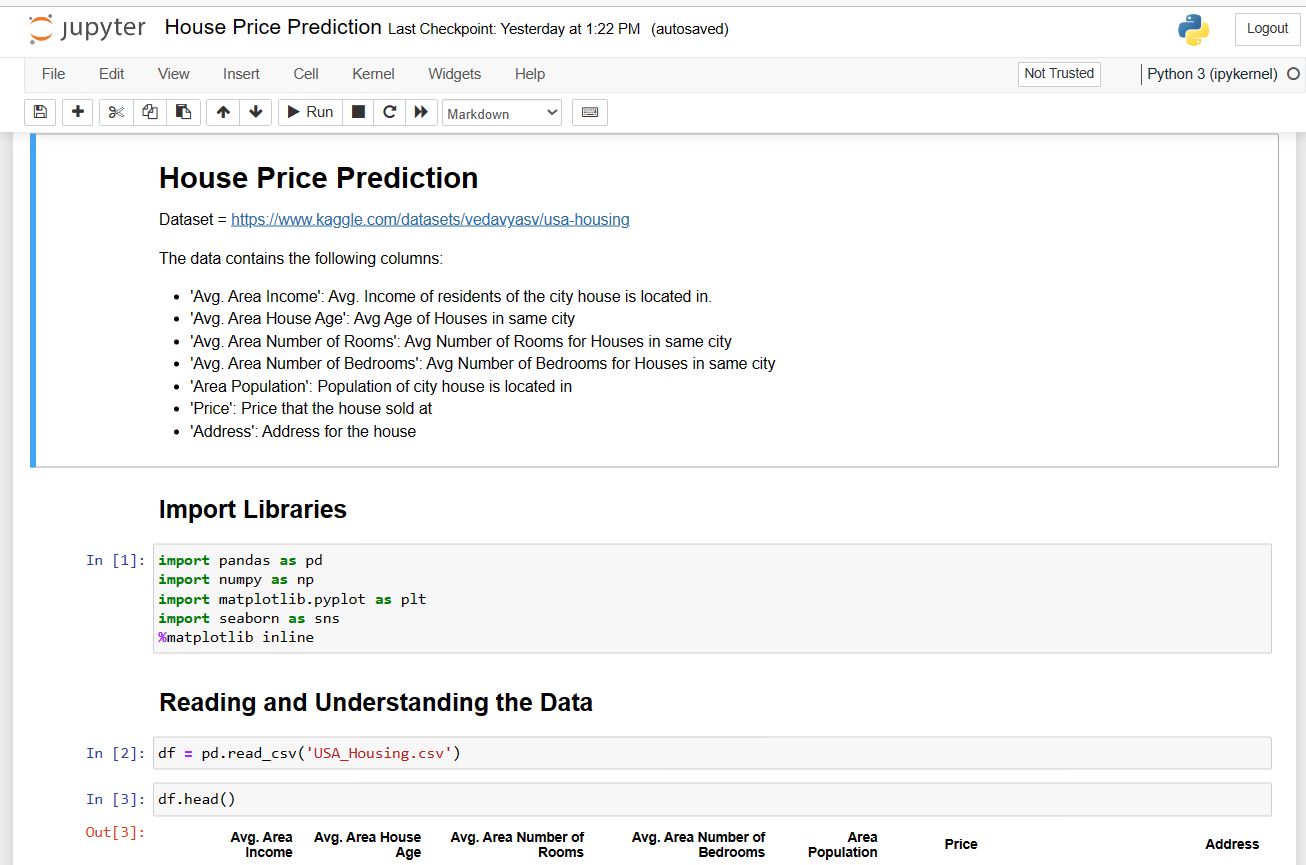 jupyter House Price Prediction Last Checkpoint: Yesterday at 1:22 PM (autosaved) Logout
File Edit View Insert Cell Kernel Widgets Help Not Trusted Python 3 (ipykernel)
Run Markdown
House Price Prediction
Dataset = https://www.kaggle.com/datasets/vedavyasv/usa-housing
The data contains the following columns:
• 'Avg. Area Income': Avg. Income of residents of the city house is located in.
• 'Avg. Area House Age': Avg Age of Houses in same city
• 'Avg. Area Number of Rooms': Avg Number of Rooms for Houses in same city
• 'Avg. Area Number of Bedrooms': Avg Number of Bedrooms for Houses in same city
• 'Area Population': Population of city house is located in
• 'Price': Price that the house sold at
• 'Address': Address for the house
Import Libraries
In [1]: import pandas as pd
import numpy as np
import matplotlib.pyplot as plt
import seaborn as sns
%matplotlib inline
Reading and Understanding the Data
In [2]: df = pd.read_csv('USA_Housing.csv')
In [3]: df.head()
Out[3]:
Avg. Area Avg. Area House Avg. Area Number of Avg. Area Number of Area Price Address
Income Age Rooms Bedrooms Population